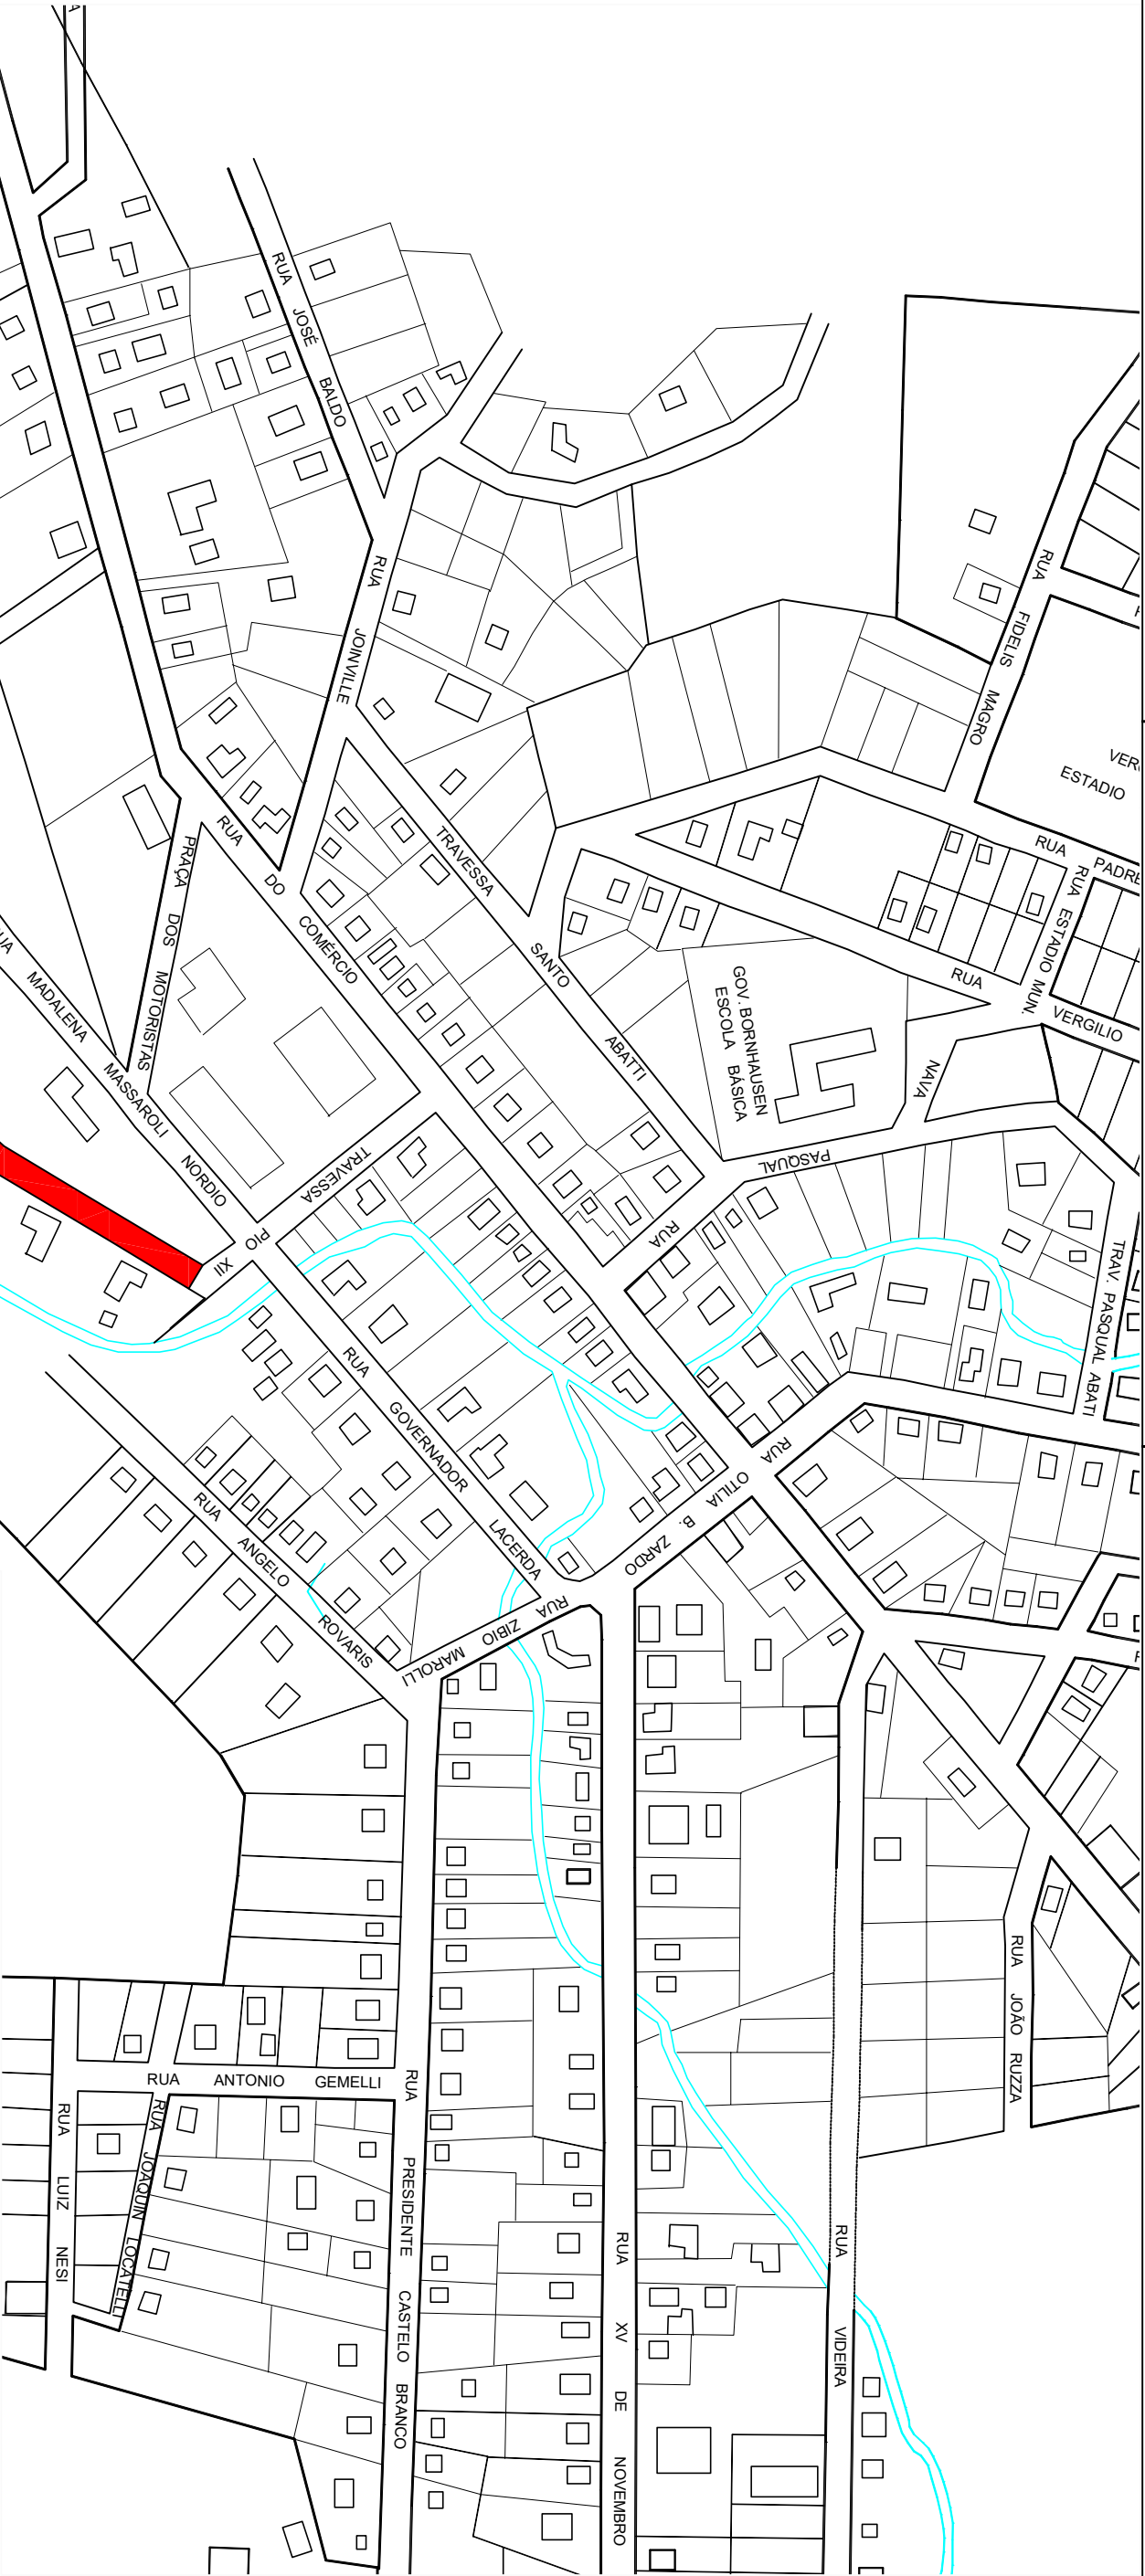 RUA JOSÉ BALDO
RUA JOINVILLE
RUA FIDELIS MAGRO
ESTADIO
RUA DO COMÉRCIO
PRAÇA DOS MOTORISTAS
TRAVESSA SANTO ABATTI
RUA PADRE
RUA ESTADIO MUN.
RUA VERGILIO
GOV. BORNHAUSEN
ESCOLA BÁSICA
NAVA
MADALENA MASSAROLI NORDIO
TRAVESSA PIO XII
RUA PASQUAL
TRAV. PASQUAL ABATI
RUA GOVERNADOR LACERDA
RUA OTILIA B. ZARDO
RUA ANGELO ROVARIS
RUA ZIBIO MAROLLI
RUA JOÃO RUZZA
RUA ANTONIO GEMELLI
RUA LUIZ NESI
RUA JOAQUIN LOCATELLI
RUA PRESIDENTE CASTELO BRANCO
RUA XV DE NOVEMBRO
RUA VIDEIRA